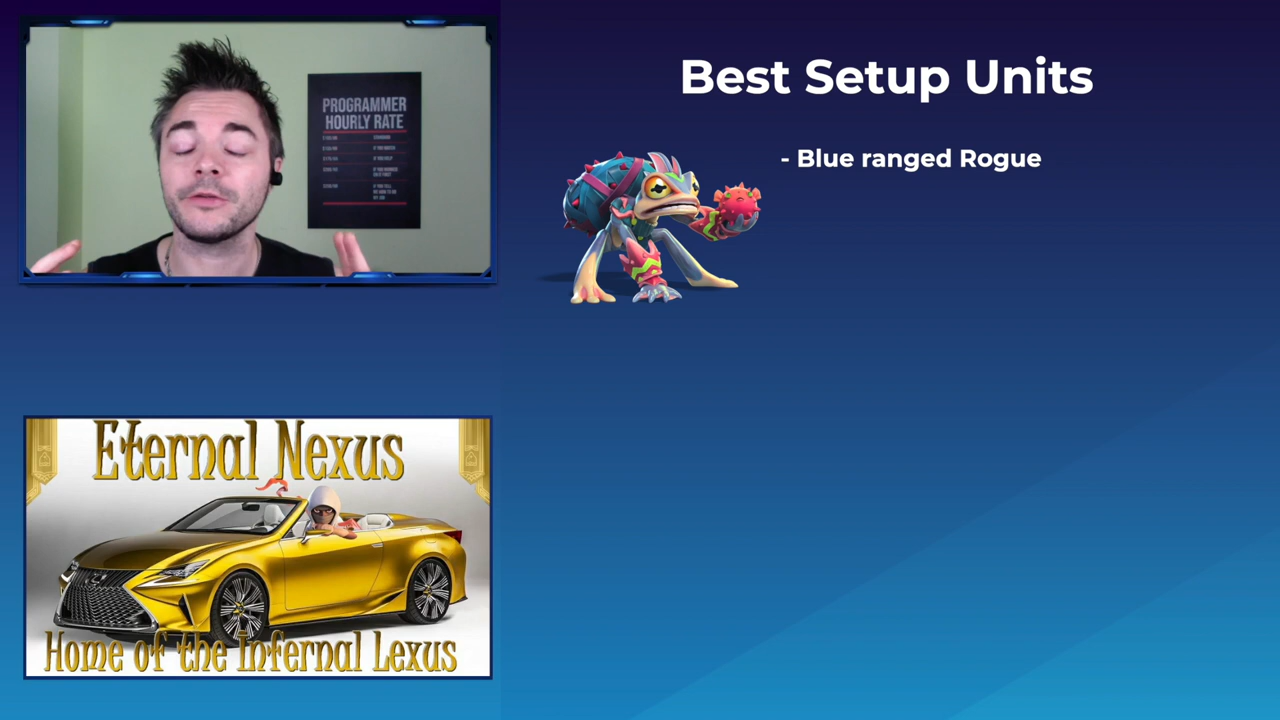 PROGRAMMER
HOURLY RATE
Best Setup Units
- Blue ranged Rogue
Eternal Nexus
Home of the Infernal Lexus